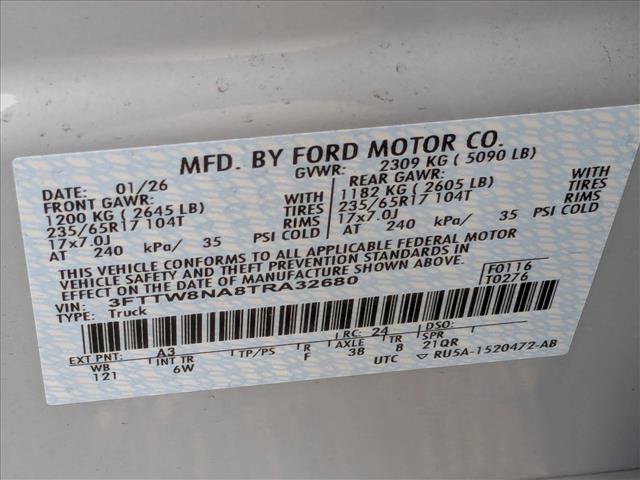 MFD. BY FORD MOTOR CO.
DATE: 01/26 GVWR: 2309 KG ( 5090 LB)
FRONT GAWR: WITH REAR GAWR: WITH
1200 KG ( 2645 LB) TIRES 1182 KG ( 2605 LB) TIRES
235/65R17 104T RIMS 235/65R17 104T RIMS
17x7.0J 17x7.0J
AT 240 kPa/ 35 PSI COLD AT 240 kPa/ 35 PSI COLD
THIS VEHICLE CONFORMS TO ALL APPLICABLE FEDERAL MOTOR
VEHICLE SAFETY AND THEFT PREVENTION STANDARDS IN
EFFECT ON THE DATE OF MANUFACTURE SHOWN ABOVE.
VIN: 3FTTW8NA8TRA32680 F0116
TYPE: Truck T0276
EXT PNT: A3 RC: 24 DSO:
WB INT TR TP/PS R AXLE TR SPR
121 6W F 38 8 21QR
UTC ▽ RU5A-1520472-AB